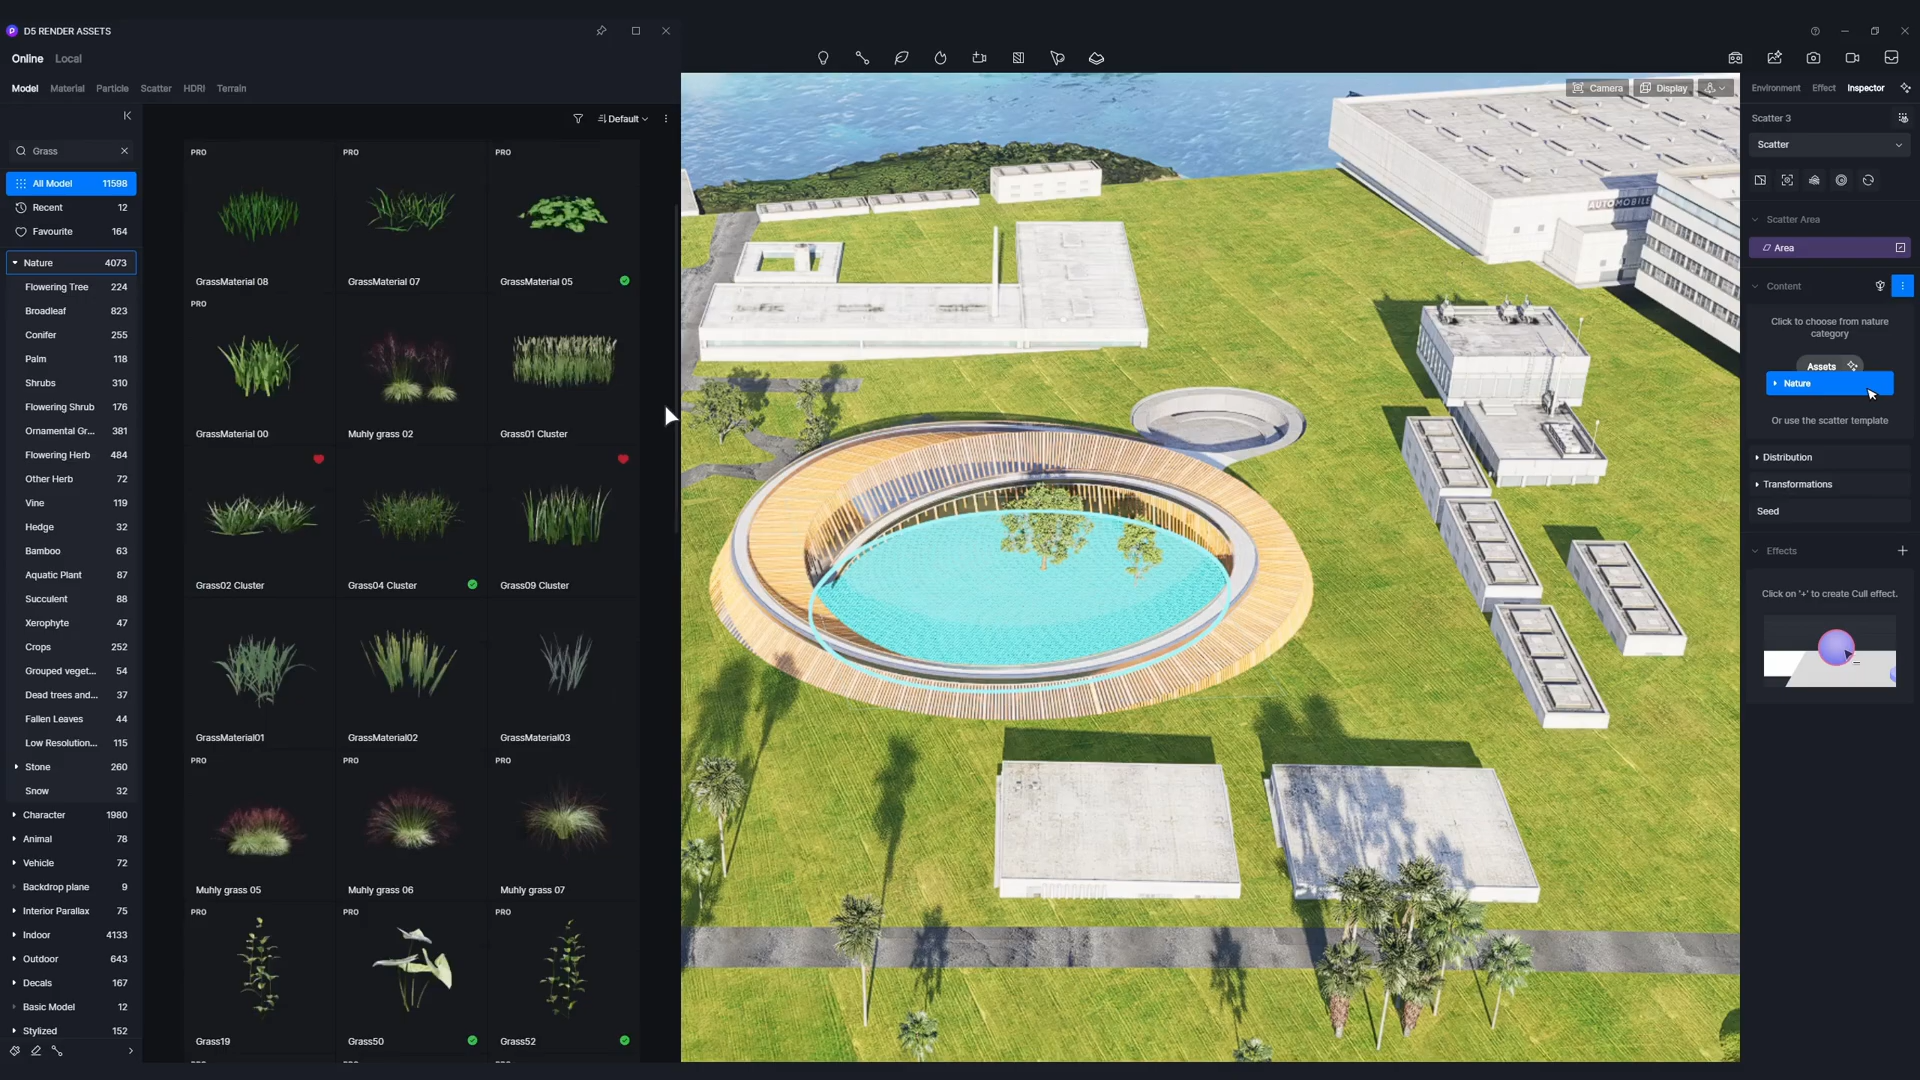 D5 RENDER ASSETS
Online Local
Model Material Particle Scatter HDRI Terrain
Default
Grass
All Model 11598
Recent 12
Favourite 164
Nature 4073
Flowering Tree 224
Broadleaf 823
Conifer 255
Palm 118
Shrubs 310
Flowering Shrub 176
Ornamental Gr... 381
Flowering Herb 484
Other Herb 72
Vine 119
Hedge 32
Bamboo 63
Aquatic Plant 87
Succulent 88
Xerophyte 47
Crops 252
Grouped veget... 54
Dead trees and... 37
Fallen Leaves 44
Low Resolution... 115
Stone 260
Snow 32
Character 1980
Animal 78
Vehicle 72
Backdrop plane 9
Interior Parallax 75
Indoor 4133
Outdoor 643
Decals 167
Basic Model 12
Stylized 152
PRO PRO PRO
GrassMaterial 08 GrassMaterial 07 GrassMaterial 05
PRO
GrassMaterial 00 Muhly grass 02 Grass01 Cluster
Grass02 Cluster Grass04 Cluster Grass09 Cluster
GrassMaterial01 GrassMaterial02 GrassMaterial03
PRO PRO PRO
Muhly grass 05 Muhly grass 06 Muhly grass 07
PRO PRO PRO
Grass19 Grass50 Grass52
Camera Display
AUTOMOBILE
Environment Effect Inspector
Scatter 3
Scatter
Scatter Area
Area
Content
Click to choose from nature
category
Assets
Nature
Or use the scatter template
Distribution
Transformations
Seed
Effects
Click on '+' to create Cull effect.